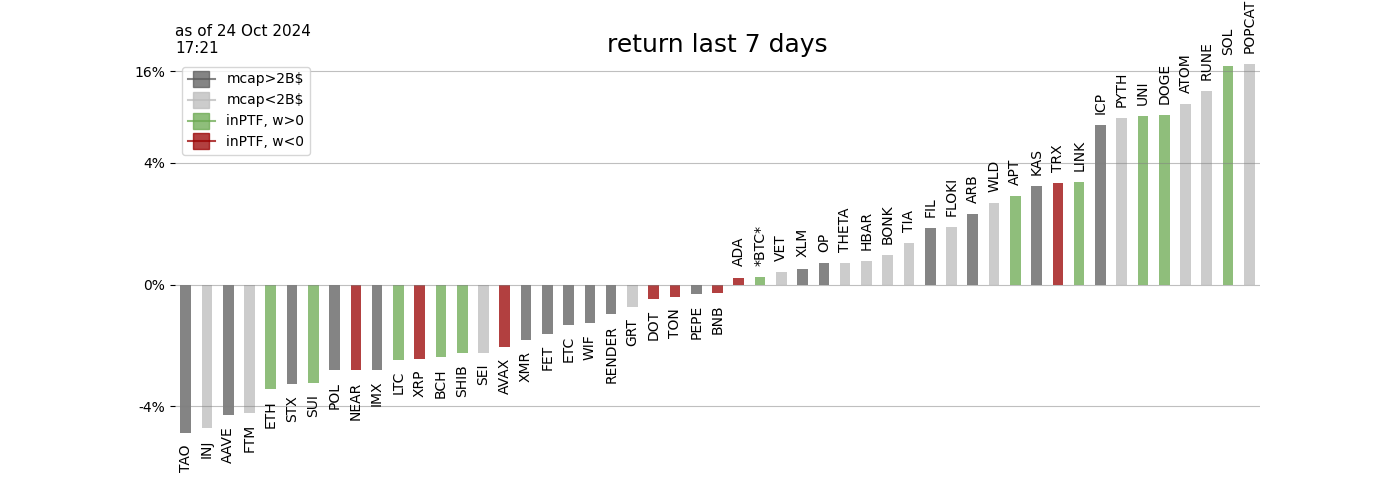 as of 24 Oct 2024
17:21
return last 7 days
16%
4%
0%
-4%
mcap>2B$
mcap<2B$
inPTF, w>0
inPTF, w<0
TAO
INJ
AAVE
FTM
ETH
STX
SUI
POL
NEAR
IMX
LTC
XRP
BCH
SHIB
SEI
AVAX
XMR
FET
ETC
WIF
RENDER
GRT
DOT
TON
PEPE
BNB
ADA
*BTC*
VET
XLM
OP
THETA
HBAR
BONK
TIA
FIL
FLOKI
ARB
WLD
APT
KAS
TRX
LINK
ICP
PYTH
UNI
DOGE
ATOM
RUNE
SOL
POPCAT